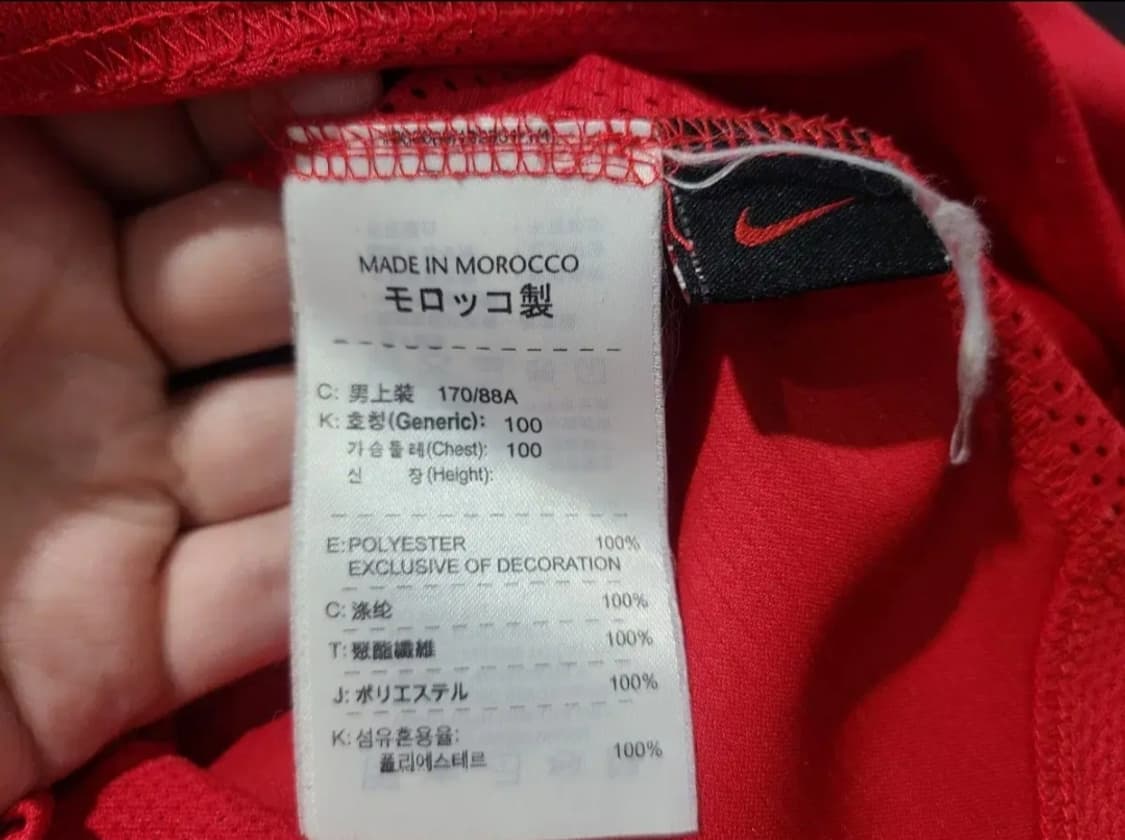 MADE IN MOROCCO
モロッコ製
C: 男上装 170/88A
K: 호칭(Generic): 100
가슴둘레(Chest): 100
신 장(Height):
E:POLYESTER 100%
EXCLUSIVE OF DECORATION
C: 涤纶 100%
T: 聚酯纖維 100%
J: ポリエステル 100%
K: 섬유혼용율:
폴리에스테르 100%